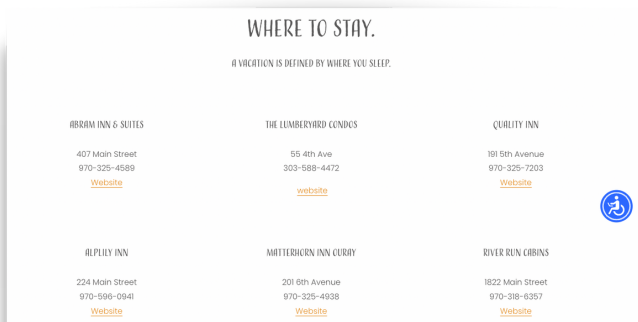 WHERE TO STAY.
A VACATION IS DEFINED BY WHERE YOU SLEEP.
ABRAM INN & SUITES
407 Main Street
970-325-4589
Website
THE LUMBERYARD CONDOS
55 4th Ave
303-588-4472
website
QUALITY INN
191 5th Avenue
970-325-7203
Website
ALPLILY INN
224 Main Street
970-596-0941
Website
MATTERHORN INN OURAY
201 6th Avenue
970-325-4938
Website
RIVER RUN CABINS
1822 Main Street
970-318-6357
Website